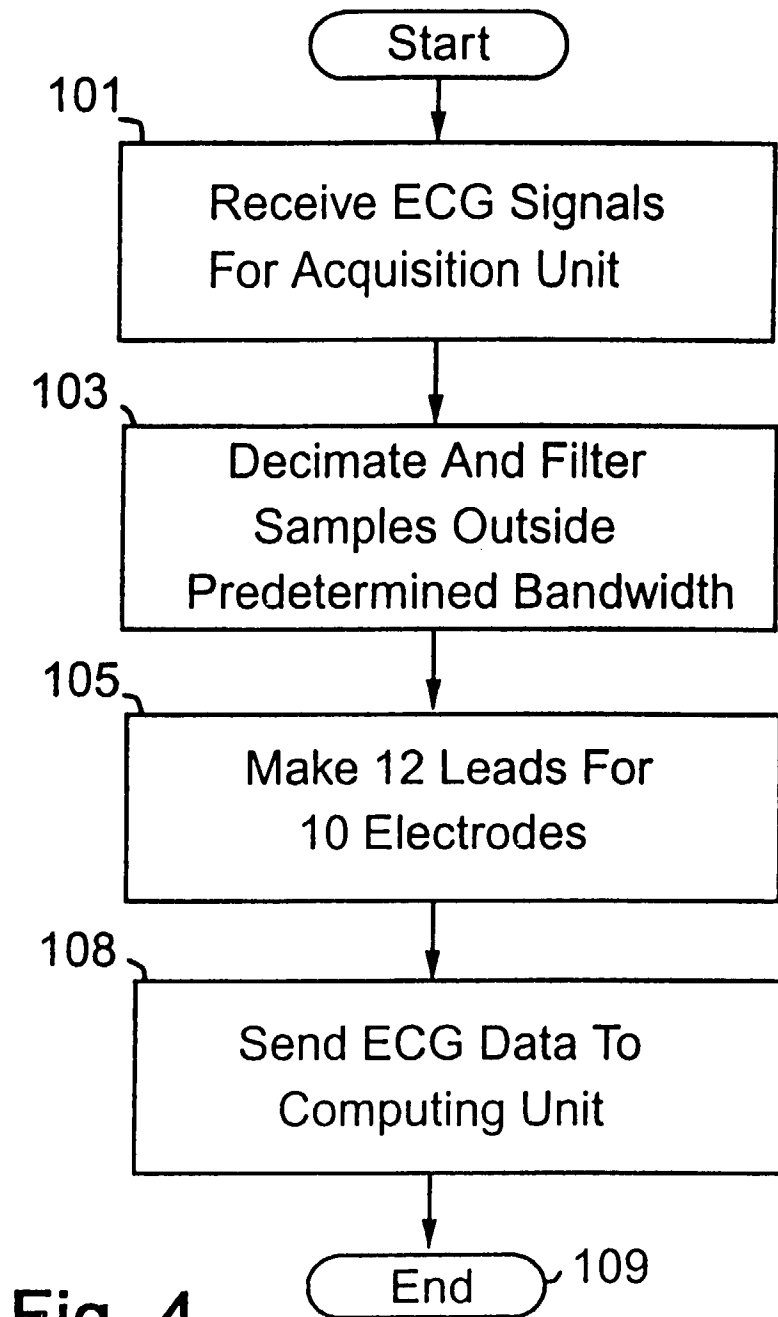 Start
101
Receive ECG Signals
For Acquisition Unit
103
Decimate And Filter
Samples Outside
Predetermined Bandwidth
105
Make 12 Leads For
10 Electrodes
108
Send ECG Data To
Computing Unit
End
109
Fig. 4